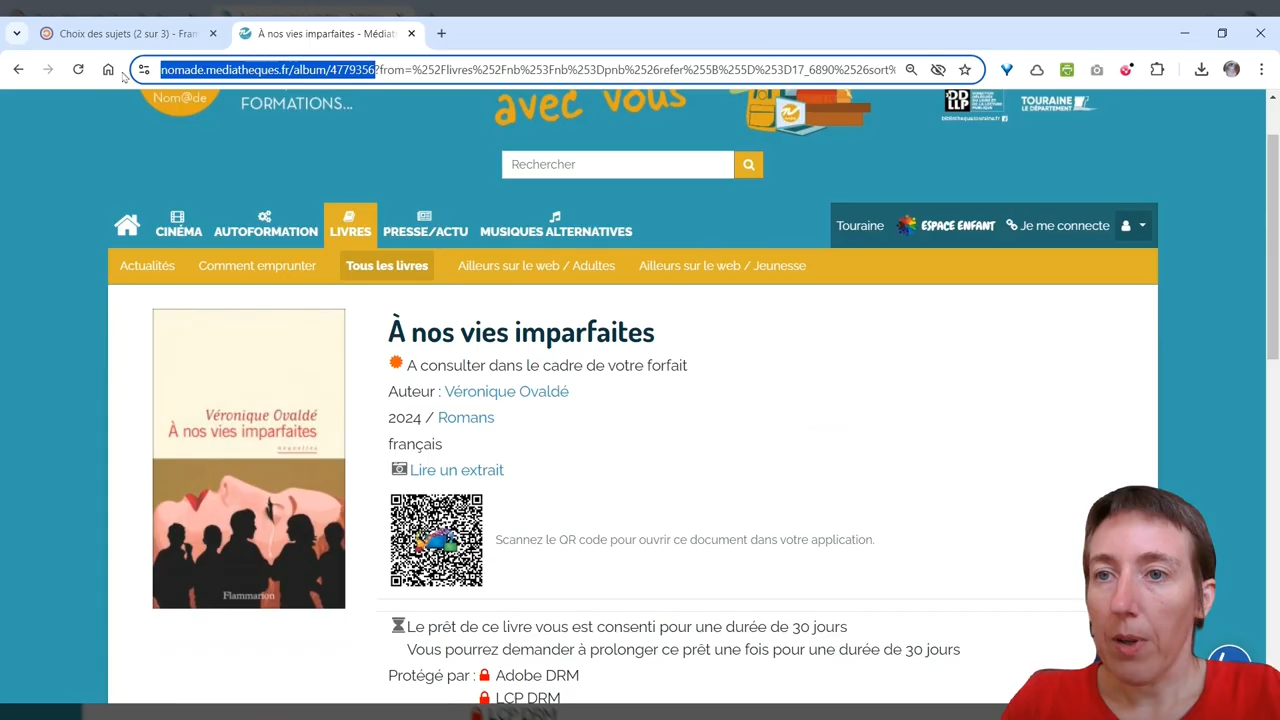 Choix des sujets (2 sur 3) - Fran
À nos vies imparfaites - Médiat
nomade.mediatheques.fr/album/4779356?from=%252Flivres%252Fnb%253Fnb%253Dpnb%2526refer%255B%255D%253D17_6890%2526sort%
Nom@de
FORMATIONS...
avec vous
DDLLP
TOURAINE
LE DÉPARTEMENT
Rechercher
CINÉMA
AUTOFORMATION
LIVRES
PRESSE/ACTU
MUSIQUES ALTERNATIVES
Touraine
ESPACE ENFANT
Je me connecte
Actualités
Comment emprunter
Tous les livres
Ailleurs sur le web / Adultes
Ailleurs sur le web / Jeunesse
Véronique Ovaldé
À nos vies imparfaites
nouvelles
Flammarion
À nos vies imparfaites
A consulter dans le cadre de votre forfait
Auteur : Véronique Ovaldé
2024 / Romans
français
Lire un extrait
Scannez le QR code pour ouvrir ce document dans votre application.
Le prêt de ce livre vous est consenti pour une durée de 30 jours
Vous pourrez demander à prolonger ce prêt une fois pour une durée de 30 jours
Protégé par : Adobe DRM
LCP DRM